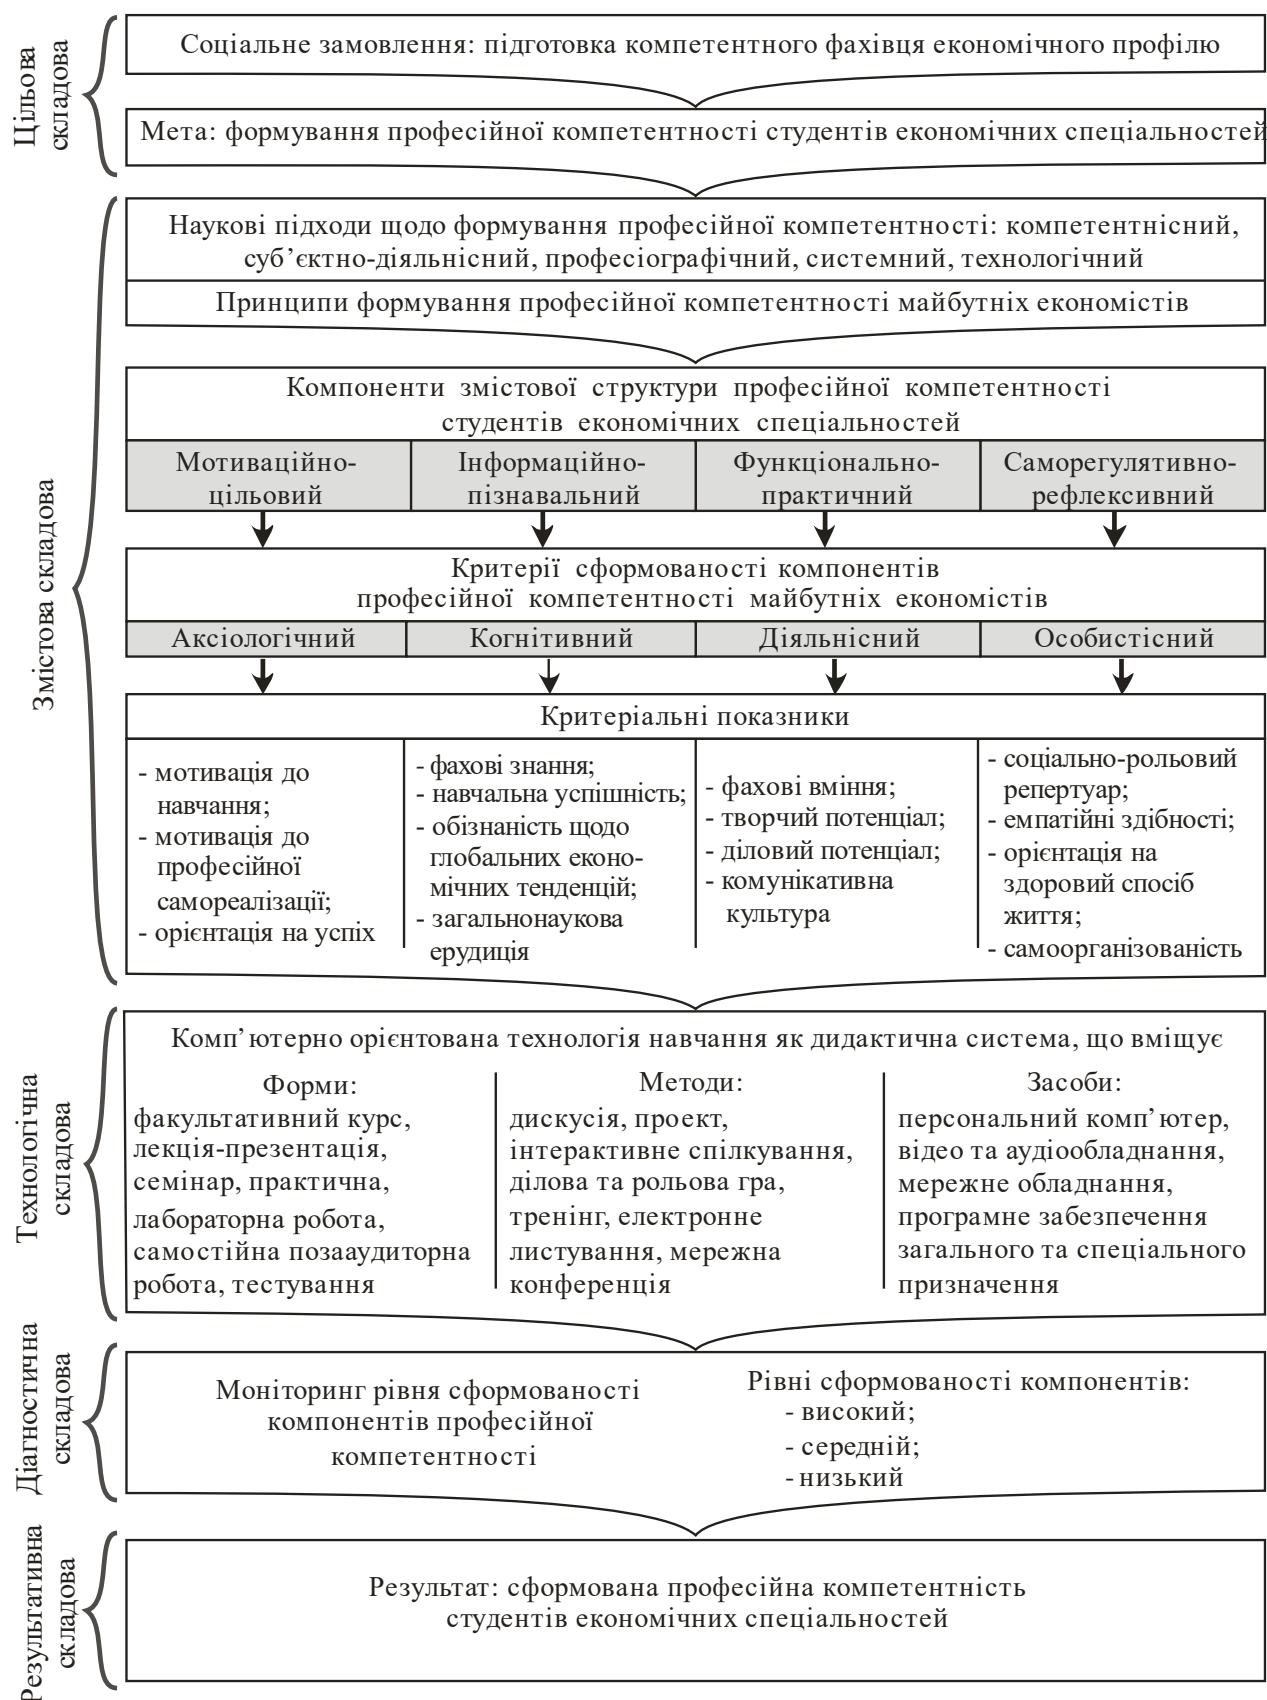 Цільова
складова
Соціальне замовлення: підготовка компетентного фахівця економічного профілю
Мета: формування професійної компетентності студентів економічних спеціальностей
Змістова складова
Наукові підходи щодо формування професійної компетентності: компетентнісний,
суб’єктно-діяльнісний, професіографічний, системний, технологічний
Принципи формування професійної компетентності майбутніх економістів
Компоненти змістової структури професійної компетентності
студентів економічних спеціальностей
Мотиваційно-
цільовий
Інформаційно-
пізнавальний
Функціонально-
практичний
Саморегулятивно-
рефлексивний
Критерії сформованості компонентів
професійної компетентності майбутніх економістів
Аксіологічний
Когнітивний
Діяльнісний
Особистісний
Критеріальні показники
- мотивація до
навчання;
- мотивація до
професійної
самореалізації;
- орієнтація на успіх
- фахові знання;
- навчальна успішність;
- обізнаність щодо
глобальних еконо-
мічних тенденцій;
- загальнонаукова
ерудиція
- фахові вміння;
- творчий потенціал;
- діловий потенціал;
- комунікативна
культура
- соціально-рольовий
репертуар;
- емпатійні здібності;
- орієнтація на
здоровий спосіб
життя;
- самоорганізованість
Технологічна
складова
Комп’ютерно орієнтована технологія навчання як дидактична система, що вміщує
Форми:
факультативний курс,
лекція-презентація,
семінар, практична,
лабораторна робота,
самостійна позааудиторна
робота, тестування
Методи:
дискусія, проект,
інтерактивне спілкування,
ділова та рольова гра,
тренінг, електронне
листування, мережна
конференція
Засоби:
персональний комп’ютер,
відео та аудіообладнання,
мережне обладнання,
програмне забезпечення
загального та спеціального
призначення
Діагностична
складова
Моніторинг рівня сформованості
компонентів професійної
компетентності
Рівні сформованості компонентів:
- високий;
- середній;
- низький
Результативна
складова
Результат: сформована професійна компетентність
студентів економічних спеціальностей